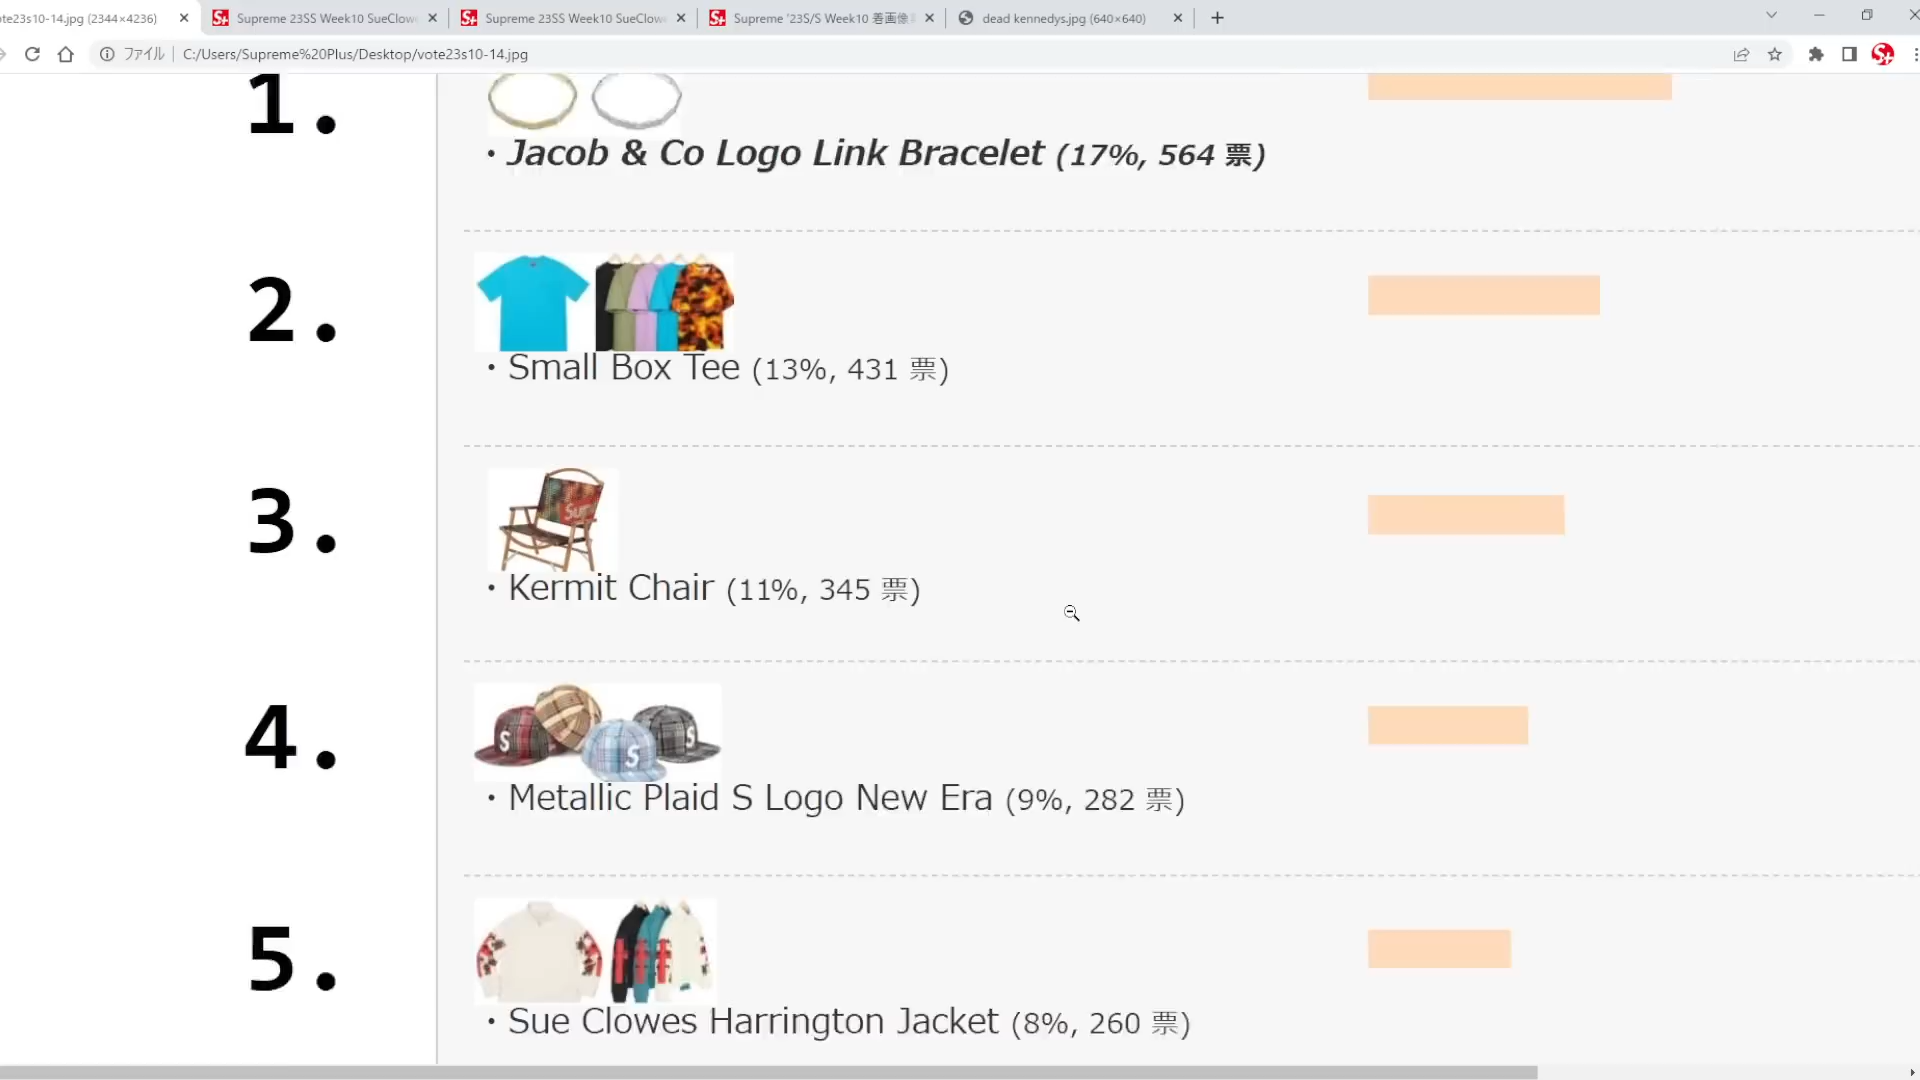 te23s10-14.jpg (2344×4236)
Supreme 23SS Week10 SueClow
Supreme 23SS Week10 SueClow
Supreme '23S/S Week10 着画像
dead kennedys.jpg (640×640)
ファイル
C:/Users/Supreme%20Plus/Desktop/vote23s10-14.jpg
1.
・Jacob & Co Logo Link Bracelet (17%, 564 票)
2.
・Small Box Tee (13%, 431 票)
3.
・Kermit Chair (11%, 345 票)
4.
・Metallic Plaid S Logo New Era (9%, 282 票)
5.
・Sue Clowes Harrington Jacket (8%, 260 票)